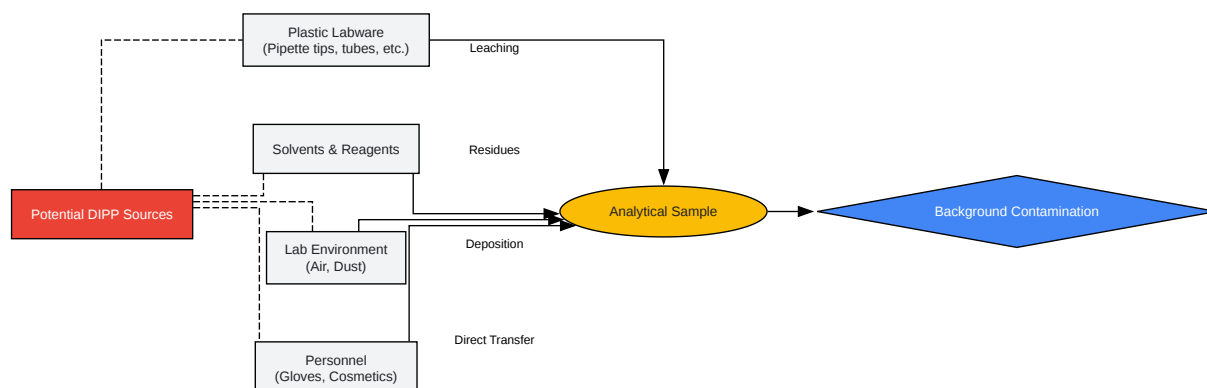 Plastic Labware
(Pipette tips, tubes, etc.)
Leaching
Solvents & Reagents
Residues
Potential DIPP Sources
Analytical Sample
Background Contamination
Lab Environment
(Air, Dust)
Deposition
Direct Transfer
Personnel
(Gloves, Cosmetics)